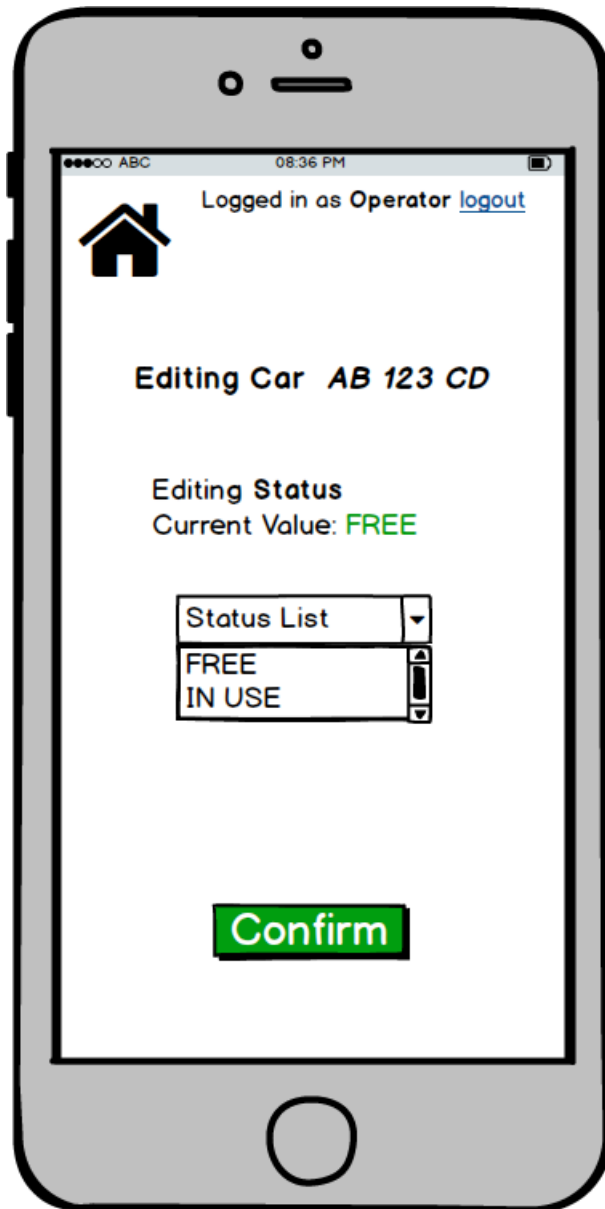 ABC 08:36 PM
Logged in as Operator logout
Editing Car AB 123 CD
Editing Status
Current Value: FREE
Status List
FREE
IN USE
Confirm